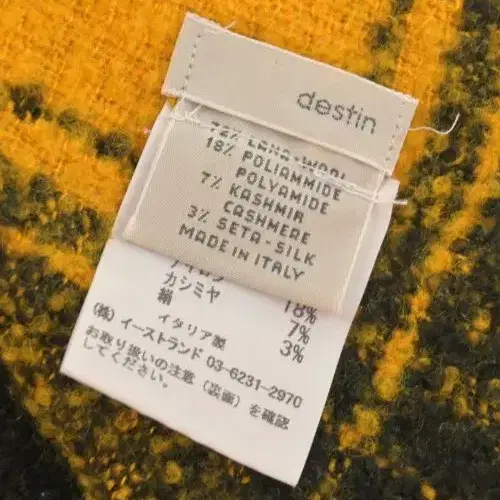 destin
72% LANA-WOOL
18% POLIAMMIDE
POLYAMIDE
7% KASHMIR
CASHMERE
3% SETA-SILK
MADE IN ITALY
ナイロン 18%
カシミヤ 7%
絹 3%
イタリア製
(株) イーストランド 03-6231-2970
お取り扱いの注意 (裏面) を確認
してください。